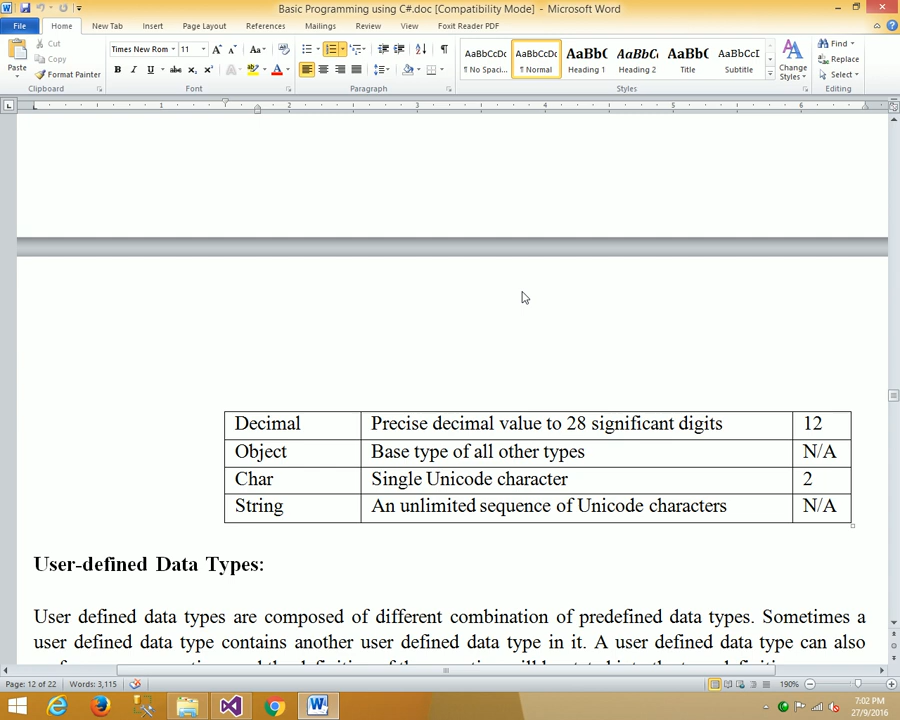 Basic Programming using C#.doc [Compatibility Mode] - Microsoft Word
File Home Insert Page Layout References Mailings Review View Foxit Reader PDF
Paste
Cut
Copy
Format Painter
Clipboard
Times New Rom 11
Font
Paragraph
AaBbCcDc AaBbCcDc AaBbC AaBbCc AaBbC AaBbCcI
¶ No Spaci... ¶ Normal Heading 1 Heading 2 Title Subtitle
Change Styles
Styles
Find
Replace
Select
Editing
2 3 4 5 6
Decimal Precise decimal value to 28 significant digits 12
Object Base type of all other types N/A
Char Single Unicode character 2
String An unlimited sequence of Unicode characters N/A
User-defined Data Types:
User defined data types are composed of different combination of predefined data types. Sometimes a
user defined data type contains another user defined data type in it. A user defined data type can also
Page: 12 of 22 Words: 3,115 190%
7:02 PM
27/9/2016